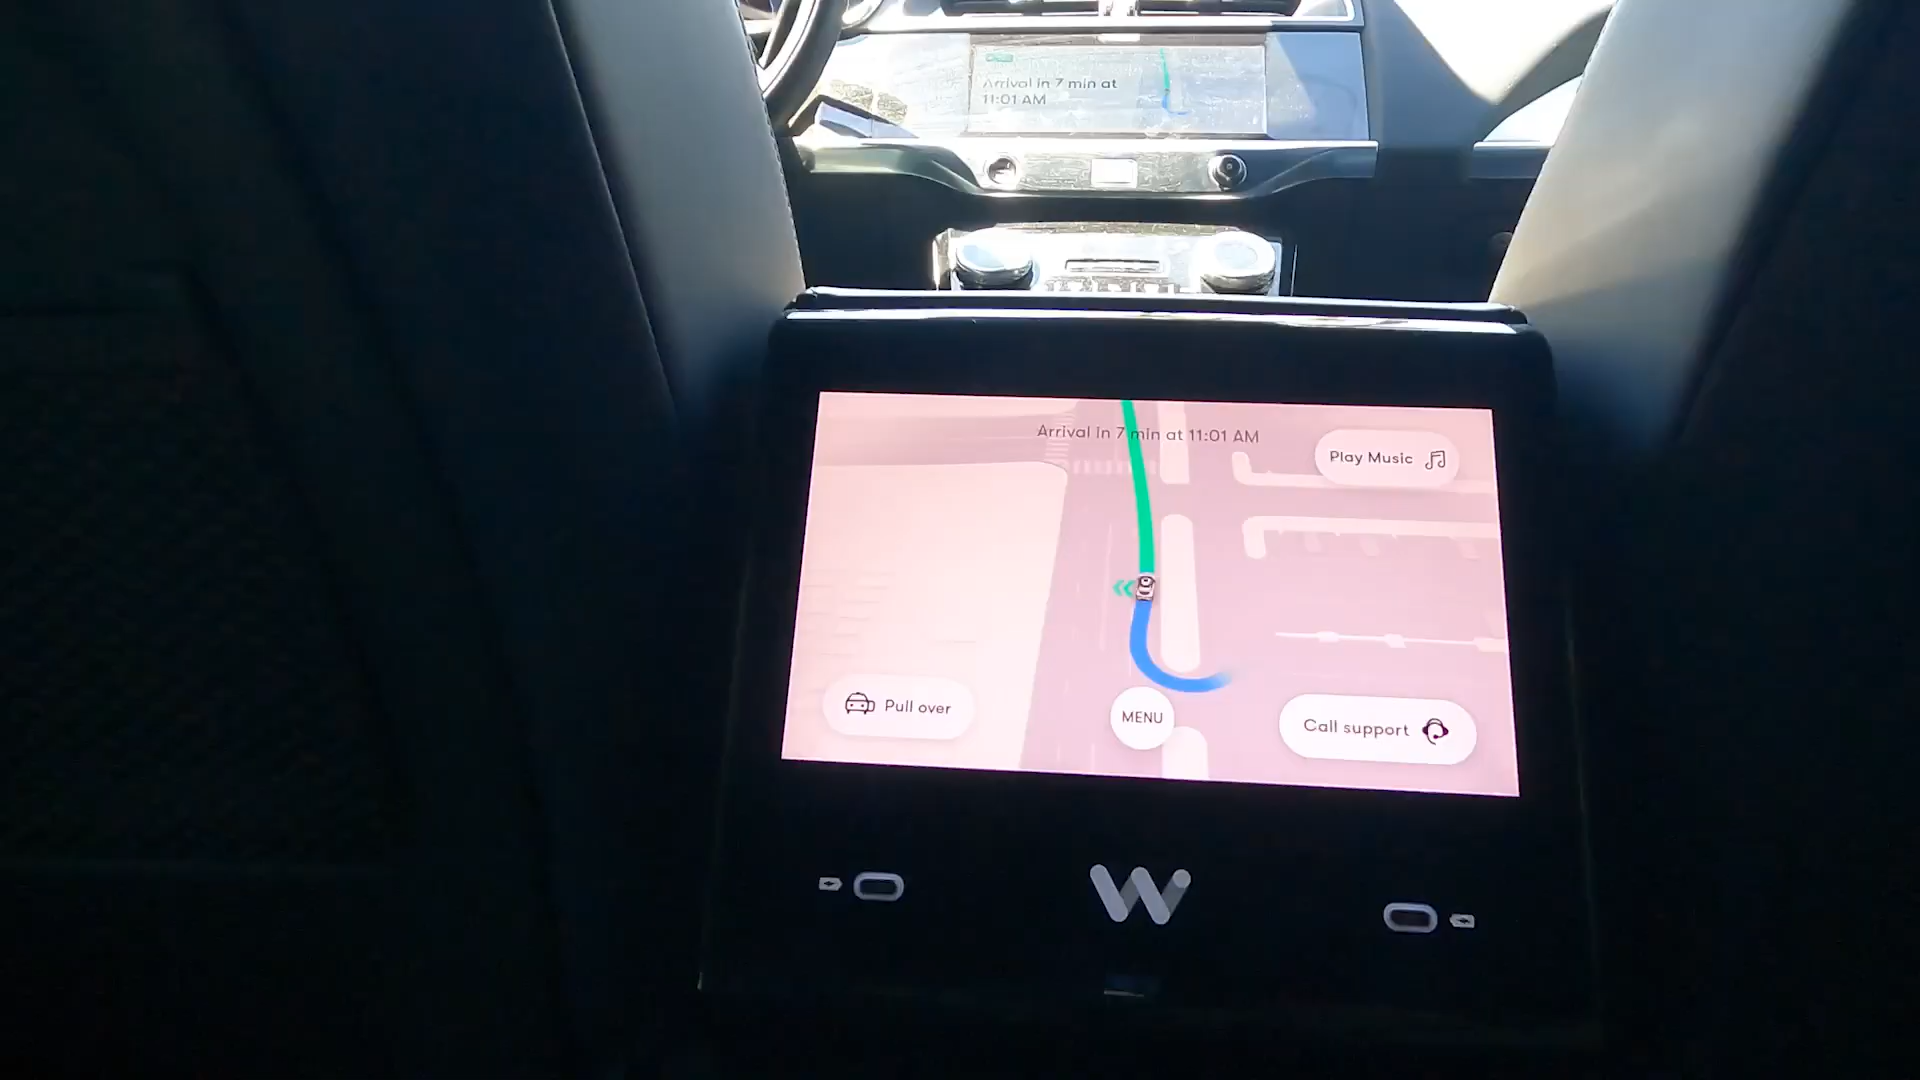 Arrival in 7 min at
11:01 AM
Arrival in 7 min at 11:01 AM
Play Music
Pull over
MENU
Call support